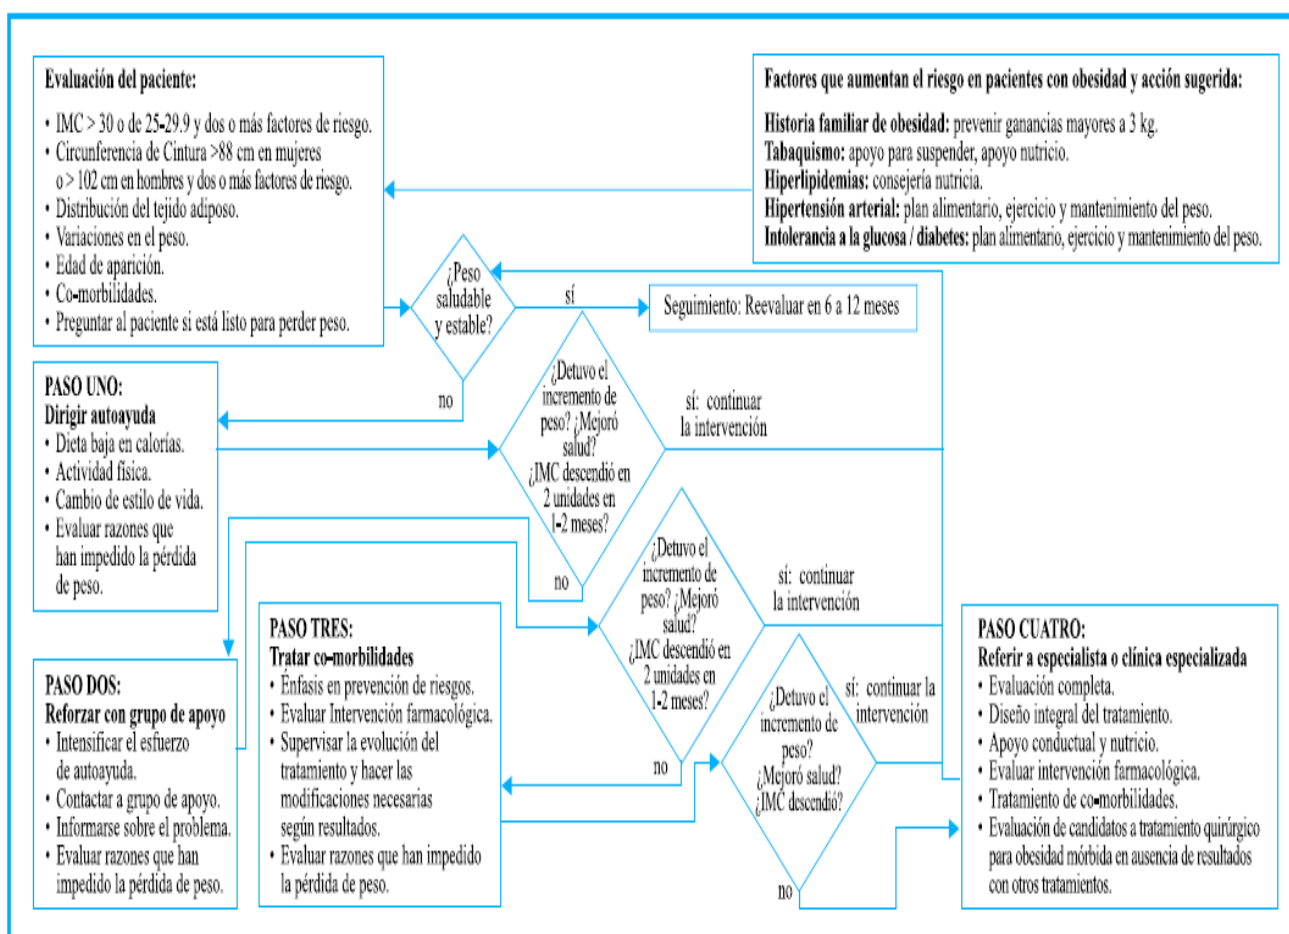 Evaluación del paciente:
• IMC > 30 o de 25-29.9 y dos o más factores de riesgo.
• Circunferencia de Cintura >88 cm en mujeres
o > 102 cm en hombres y dos o más factores de riesgo.
• Distribución del tejido adiposo.
• Variaciones en el peso.
• Edad de aparición.
• Co-morbilidades.
• Preguntar al paciente si está listo para perder peso.
Factores que aumentan el riesgo en pacientes con obesidad y acción sugerida:
Historia familiar de obesidad: prevenir ganancias mayores a 3 kg.
Tabaquismo: apoyo para suspender, apoyo nutricio.
Hiperlipidemias: consejería nutricia.
Hipertensión arterial: plan alimentario, ejercicio y mantenimiento del peso.
Intolerancia a la glucosa / diabetes: plan alimentario, ejercicio y mantenimiento del peso.
¿Peso
saludable
y estable?
sí
Seguimiento: Reevaluar en 6 a 12 meses
no
PASO UNO:
Dirigir autoayuda
• Dieta baja en calorías.
• Actividad física.
• Cambio de estilo de vida.
• Evaluar razones que
han impedido la pérdida
de peso.
¿Detuvo el
incremento de
peso? ¿Mejoró
salud?
¿IMC descendió en
2 unidades en
1-2 meses?
sí: continuar
la intervención
no
PASO DOS:
Reforzar con grupo de apoyo
• Intensificar el esfuerzo
de autoayuda.
• Contactar a grupo de apoyo.
• Informarse sobre el problema.
• Evaluar razones que han
impedido la pérdida de peso.
¿Detuvo el
incremento de
peso? ¿Mejoró
salud?
¿IMC descendió en
2 unidades en
1-2 meses?
sí: continuar
la intervención
no
PASO TRES:
Tratar co-morbilidades
• Énfasis en prevención de riesgos.
• Evaluar Intervención farmacológica.
• Supervisar la evolución del
tratamiento y hacer las
modificaciones necesarias
según resultados.
• Evaluar razones que han impedido
la pérdida de peso.
¿Detuvo el
incremento de
peso?
¿Mejoró salud?
¿IMC descendió?
sí: continuar la
intervención
no
PASO CUATRO:
Referir a especialista o clínica especializada
• Evaluación completa.
• Diseño integral del tratamiento.
• Apoyo conductual y nutricio.
• Evaluar intervención farmacológica.
• Tratamiento de co-morbilidades.
• Evaluación de candidatos a tratamiento quirúrgico
para obesidad mórbida en ausencia de resultados
con otros tratamientos.